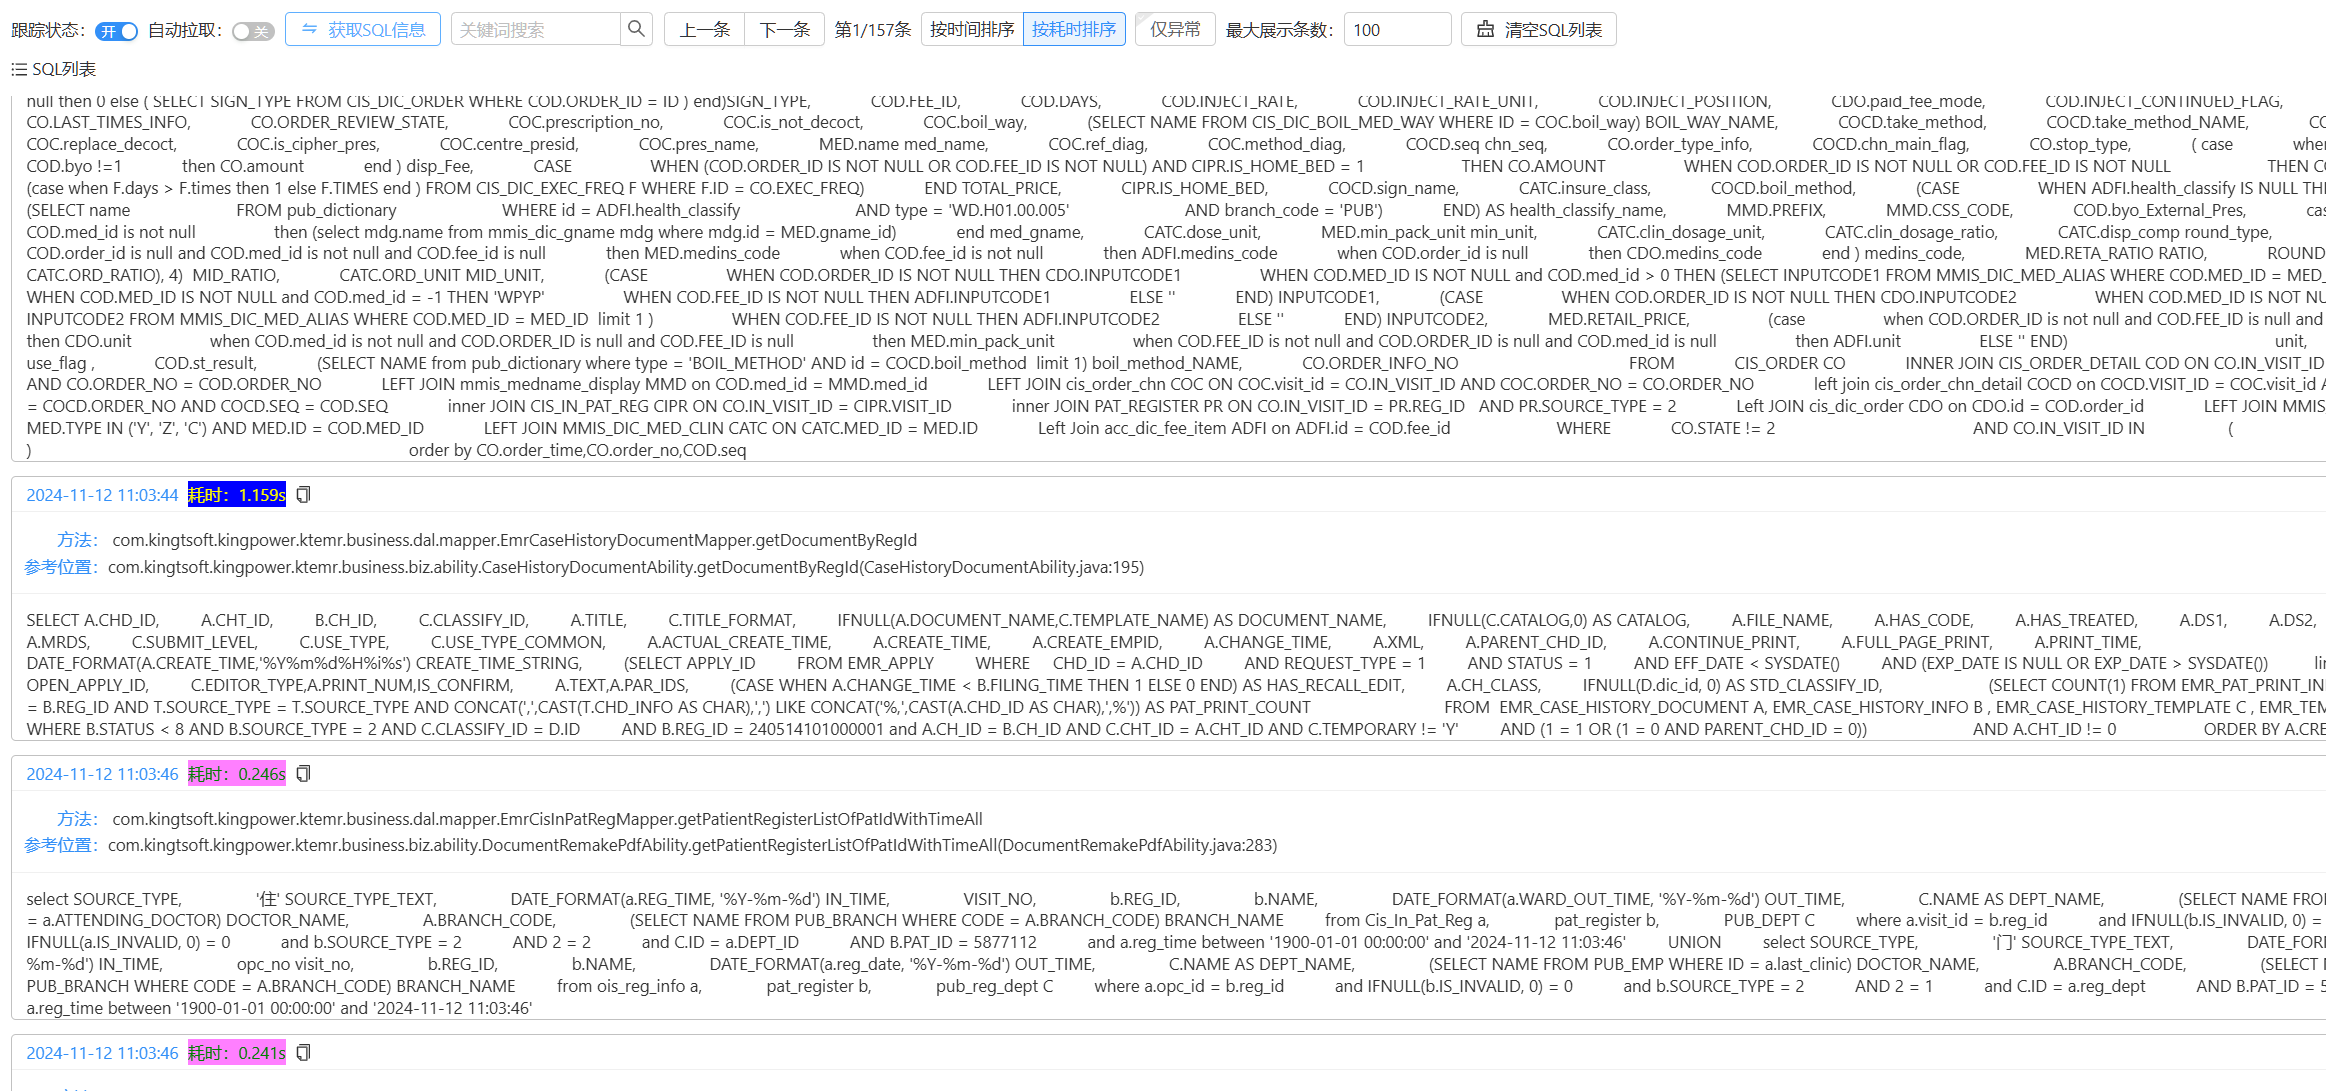 跟踪状态： 开 自动拉取： 关 获取SQL信息 关键词搜索 上一条 下一条 第1/157条 按时间排序 按耗时排序 仅异常 最大展示条数： 100 清空SQL列表
SQL列表
null then 0 else ( SELECT SIGN_TYPE FROM CIS_DIC_ORDER WHERE COD.ORDER_ID = ID ) end)SIGN_TYPE, COD.FEE_ID, COD.DAYS, COD.INJECT_RATE, COD.INJECT_RATE_UNIT, COD.INJECT_POSITION, CDO.paid_fee_mode, COD.INJECT_CONTINUED_FLAG,
CO.LAST_TIMES_INFO, CO.ORDER_REVIEW_STATE, COC.prescription_no, COC.is_not_decoct, COC.boil_way, (SELECT NAME FROM CIS_DIC_BOIL_MED_WAY WHERE ID = COC.boil_way) BOIL_WAY_NAME, COCD.take_method, COCD.take_method_NAME,
COC.replace_decoct, COC.is_cipher_pres, COC.centre_presid, COC.pres_name, MED.name med_name, COC.ref_diag, COC.method_diag, COCD.seq chn_seq, CO.order_type_info, COCD.chn_main_flag, CO.stop_type, ( case
COD.byo !=1 then CO.amount end ) disp_Fee, CASE WHEN (COD.ORDER_ID IS NOT NULL OR COD.FEE_ID IS NOT NULL) AND CIPR.IS_HOME_BED = 1 THEN CO.AMOUNT WHEN COD.ORDER_ID IS NOT NULL OR COD.FEE_ID IS NOT NULL THEN
(case when F.days > F.times then 1 else F.TIMES end ) FROM CIS_DIC_EXEC_FREQ F WHERE F.ID = CO.EXEC_FREQ) END TOTAL_PRICE, CIPR.IS_HOME_BED, COCD.sign_name, CATC.insure_class, COCD.boil_method, (CASE WHEN ADFI.health_classify IS NULL
(SELECT name FROM pub_dictionary WHERE id = ADFI.health_classify AND type = 'WD.H01.00.005' AND branch_code = 'PUB') END) AS health_classify_name, MMD.PREFIX, MMD.CSS_CODE, COD.byo_External_Pres,
COD.med_id is not null then (select mdg.name from mmis_dic_gname mdg where mdg.id = MED.gname_id) end med_gname, CATC.dose_unit, MED.min_pack_unit min_unit, CATC.clin_dosage_unit, CATC.clin_dosage_ratio, CATC.disp_comp round_type,
COD.order_id is null and COD.med_id is not null and COD.fee_id is null then MED.medins_code when COD.fee_id is not null then ADFI.medins_code when COD.order_id is null then CDO.medins_code end ) medins_code, MED.RETA_RATIO RATIO, ROUND
CATC.ORD_RATIO), 4) MID_RATIO, CATC.ORD_UNIT MID_UNIT, (CASE WHEN COD.ORDER_ID IS NOT NULL THEN CDO.INPUTCODE1 WHEN COD.MED_ID IS NOT NULL and COD.med_id > 0 THEN (SELECT INPUTCODE1 FROM MMIS_DIC_MED_ALIAS WHERE COD.MED_ID = MED_
WHEN COD.MED_ID IS NOT NULL and COD.med_id = -1 THEN 'WPYP' WHEN COD.FEE_ID IS NOT NULL THEN ADFI.INPUTCODE1 ELSE '' END) INPUTCODE1, (CASE WHEN COD.ORDER_ID IS NOT NULL THEN CDO.INPUTCODE2 WHEN COD.MED_ID IS NOT
INPUTCODE2 FROM MMIS_DIC_MED_ALIAS WHERE COD.MED_ID = MED_ID limit 1 ) WHEN COD.FEE_ID IS NOT NULL THEN ADFI.INPUTCODE2 ELSE '' END) INPUTCODE2, MED.RETAIL_PRICE, (case when COD.ORDER_ID is not null and COD.FEE_ID is null and
then CDO.unit when COD.med_id is not null and COD.ORDER_ID is null and COD.FEE_ID is null then MED.min_pack_unit when COD.FEE_ID is not null and COD.ORDER_ID is null and COD.med_id is null then ADFI.unit ELSE '' END) unit,
use_flag , COD.st_result, (SELECT NAME from pub_dictionary where type = 'BOIL_METHOD' AND id = COCD.boil_method limit 1) boil_method_NAME, CO.ORDER_INFO_NO FROM CIS_ORDER CO INNER JOIN CIS_ORDER_DETAIL COD ON CO.IN_VISIT_ID
AND CO.ORDER_NO = COD.ORDER_NO LEFT JOIN mmis_medname_display MMD on COD.med_id = MMD.med_id LEFT JOIN cis_order_chn COC ON COC.visit_id = CO.IN_VISIT_ID AND COC.ORDER_NO = CO.ORDER_NO left join cis_order_chn_detail COCD on COCD.VISIT_ID = COC.visit_id
= COCD.ORDER_NO AND COCD.SEQ = COD.SEQ inner JOIN CIS_IN_PAT_REG CIPR ON CO.IN_VISIT_ID = CIPR.VISIT_ID inner JOIN PAT_REGISTER PR ON CO.IN_VISIT_ID = PR.REG_ID AND PR.SOURCE_TYPE = 2 Left JOIN cis_dic_order CDO on CDO.id = COD.order_id LEFT JOIN MMIS_
MED.TYPE IN ('Y', 'Z', 'C') AND MED.ID = COD.MED_ID LEFT JOIN MMIS_DIC_MED_CLIN CATC ON CATC.MED_ID = MED.ID Left Join acc_dic_fee_item ADFI on ADFI.id = COD.fee_id WHERE CO.STATE != 2 AND CO.IN_VISIT_ID IN (
) order by CO.order_time,CO.order_no,COD.seq
2024-11-12 11:03:44 耗时：1.159s
方法： com.kingtsoft.kingpower.ktemr.business.dal.mapper.EmrCaseHistoryDocumentMapper.getDocumentByRegId
参考位置： com.kingtsoft.kingpower.ktemr.business.biz.ability.CaseHistoryDocumentAbility.getDocumentByRegId(CaseHistoryDocumentAbility.java:195)
SELECT A.CHD_ID, A.CHT_ID, B.CH_ID, C.CLASSIFY_ID, A.TITLE, C.TITLE_FORMAT, IFNULL(A.DOCUMENT_NAME,C.TEMPLATE_NAME) AS DOCUMENT_NAME, IFNULL(C.CATALOG,0) AS CATALOG, A.FILE_NAME, A.HAS_CODE, A.HAS_TREATED, A.DS1, A.DS2,
A.MRDS, C.SUBMIT_LEVEL, C.USE_TYPE, C.USE_TYPE_COMMON, A.ACTUAL_CREATE_TIME, A.CREATE_TIME, A.CREATE_EMPID, A.CHANGE_TIME, A.XML, A.PARENT_CHD_ID, A.CONTINUE_PRINT, A.FULL_PAGE_PRINT, A.PRINT_TIME,
DATE_FORMAT(A.CREATE_TIME,'%Y%m%d%H%i%s') CREATE_TIME_STRING, (SELECT APPLY_ID FROM EMR_APPLY WHERE CHD_ID = A.CHD_ID AND REQUEST_TYPE = 1 AND STATUS = 1 AND EFF_DATE < SYSDATE() AND (EXP_DATE IS NULL OR EXP_DATE > SYSDATE())
OPEN_APPLY_ID, C.EDITOR_TYPE,A.PRINT_NUM,IS_CONFIRM, A.TEXT,A.PAR_IDS, (CASE WHEN A.CHANGE_TIME < B.FILING_TIME THEN 1 ELSE 0 END) AS HAS_RECALL_EDIT, A.CH_CLASS, IFNULL(D.dic_id, 0) AS STD_CLASSIFY_ID, (SELECT COUNT(1) FROM EMR_PAT_PRINT_IN
= B.REG_ID AND T.SOURCE_TYPE = T.SOURCE_TYPE AND CONCAT(',',CAST(T.CHD_INFO AS CHAR),',') LIKE CONCAT('%,',CAST(A.CHD_ID AS CHAR),',%')) AS PAT_PRINT_COUNT FROM EMR_CASE_HISTORY_DOCUMENT A, EMR_CASE_HISTORY_INFO B , EMR_CASE_HISTORY_TEMPLATE C ,
WHERE B.STATUS < 8 AND B.SOURCE_TYPE = 2 AND C.CLASSIFY_ID = D.ID AND B.REG_ID = 240514101000001 and A.CH_ID = B.CH_ID AND C.CHT_ID = A.CHT_ID AND C.TEMPORARY != 'Y' AND (1 = 1 OR (1 = 0 AND PARENT_CHD_ID = 0)) AND A.CHT_ID != 0 ORDER BY A.CRE
2024-11-12 11:03:46 耗时：0.246s
方法： com.kingtsoft.kingpower.ktemr.business.dal.mapper.EmrCisInPatRegMapper.getPatientRegisterListOfPatIdWithTimeAll
参考位置： com.kingtsoft.kingpower.ktemr.business.biz.ability.DocumentRemakePdfAbility.getPatientRegisterListOfPatIdWithTimeAll(DocumentRemakePdfAbility.java:283)
select SOURCE_TYPE, '住' SOURCE_TYPE_TEXT, DATE_FORMAT(a.REG_TIME, '%Y-%m-%d') IN_TIME, VISIT_NO, b.REG_ID, b.NAME, DATE_FORMAT(a.WARD_OUT_TIME, '%Y-%m-%d') OUT_TIME, C.NAME AS DEPT_NAME, (SELECT NAME
= a.ATTENDING_DOCTOR) DOCTOR_NAME, A.BRANCH_CODE, (SELECT NAME FROM PUB_BRANCH WHERE CODE = A.BRANCH_CODE) BRANCH_NAME from Cis_In_Pat_Reg a, pat_register b, PUB_DEPT C where a.visit_id = b.reg_id and IFNULL(b.IS_INVALID, 0) =
IFNULL(a.IS_INVALID, 0) = 0 and b.SOURCE_TYPE = 2 AND 2 = 2 and C.ID = a.DEPT_ID AND B.PAT_ID = 5877112 and a.reg_time between '1900-01-01 00:00:00' and '2024-11-12 11:03:46' UNION select SOURCE_TYPE, '门' SOURCE_TYPE_TEXT,
%m-%d') IN_TIME, opc_no visit_no, b.REG_ID, b.NAME, DATE_FORMAT(a.reg_date, '%Y-%m-%d') OUT_TIME, C.NAME AS DEPT_NAME, (SELECT NAME FROM PUB_EMP WHERE ID = a.last_clinic) DOCTOR_NAME, A.BRANCH_CODE, (SELECT
PUB_BRANCH WHERE CODE = A.BRANCH_CODE) BRANCH_NAME from ois_reg_info a, pat_register b, pub_reg_dept C where a.opc_id = b.reg_id and IFNULL(b.IS_INVALID, 0) = 0 and b.SOURCE_TYPE = 2 AND 2 = 1 and C.ID = a.reg_dept AND B.PAT_ID =
a.reg_time between '1900-01-01 00:00:00' and '2024-11-12 11:03:46'
2024-11-12 11:03:46 耗时：0.241s